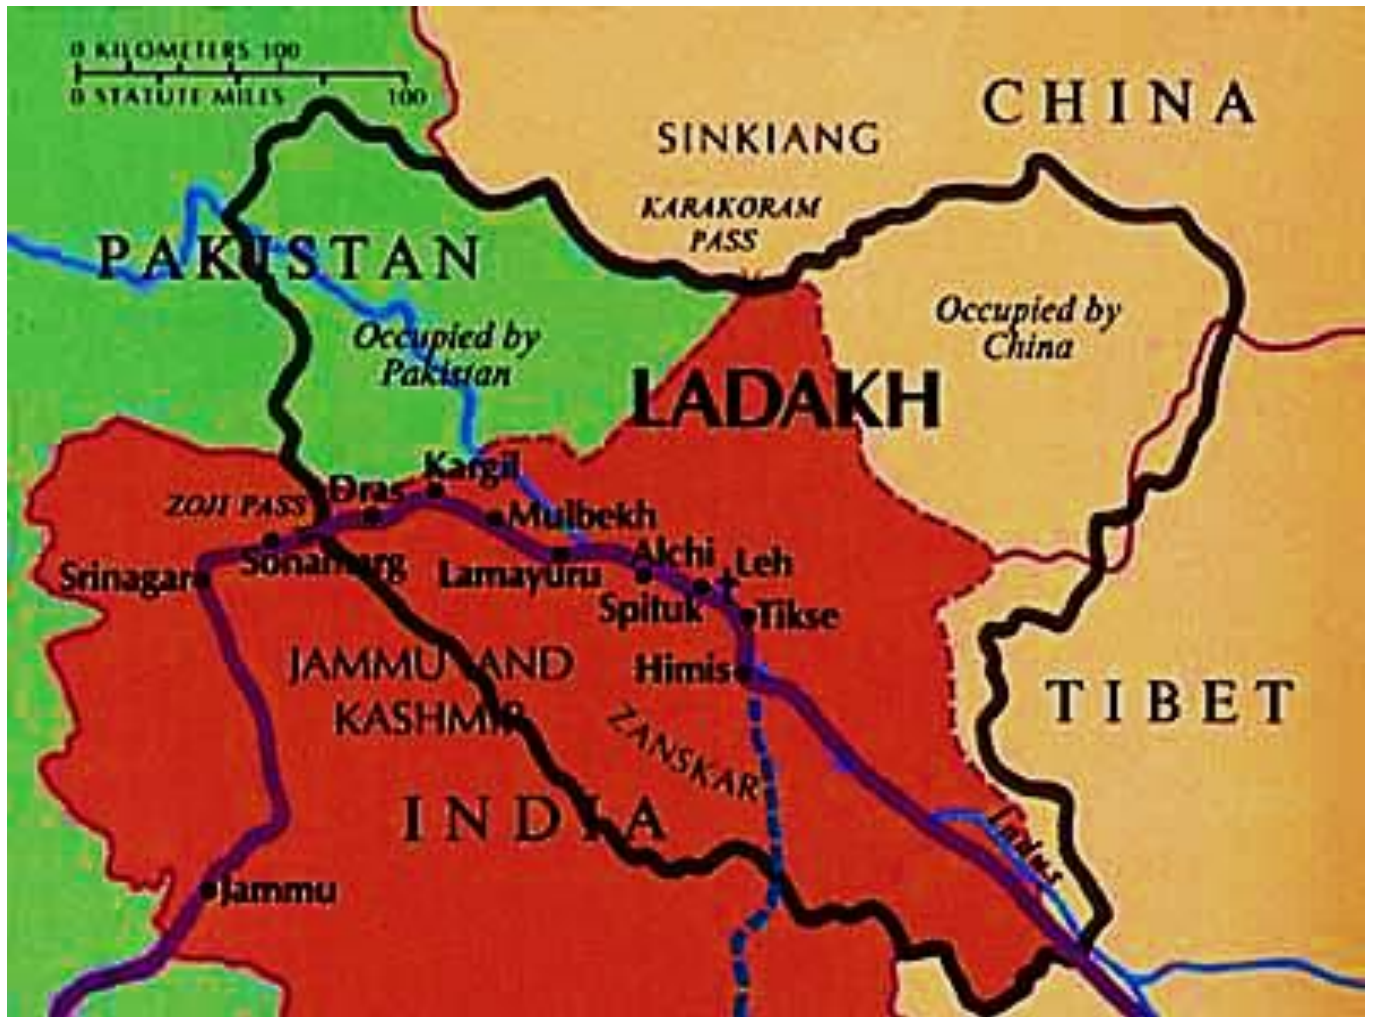 0 KILOMETERS 100
0 STATUTE MILES 100
CHINA
SINKIANG
KARAKORAM
PASS
PAKISTAN
Occupied by
Pakistan
Occupied by
China
LADAKH
Kargil
Dras
ZOJI PASS
Mulbekh
Sonamarg
Srinagar
Lamayuru
Alchi
Leh
Spituk
Tikse
JAMMU AND
KASHMIR
Himis
ZANSKAR
TIBET
INDIA
Indus
Jammu